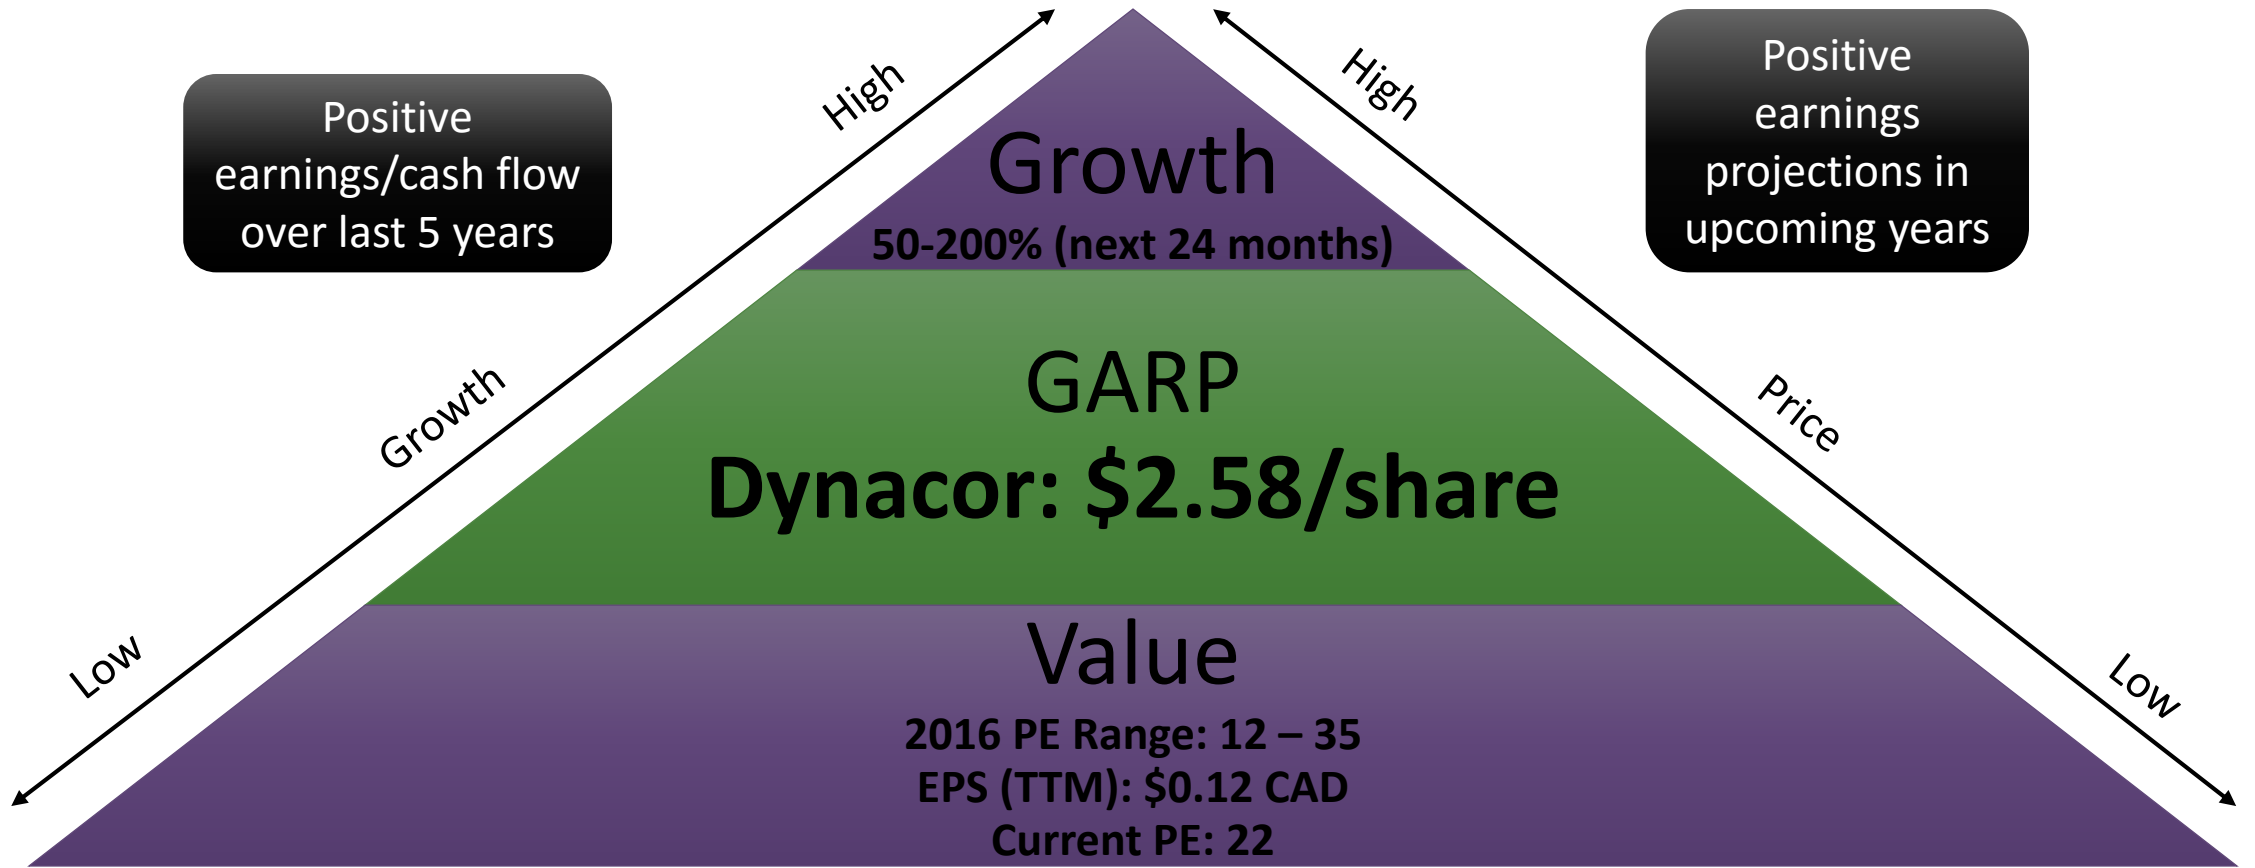 Positive
earnings/cash flow
over last 5 years
High
Growth
Low
High
Price
Low
Positive
earnings
projections in
upcoming years
Growth
50-200% (next 24 months)
GARP
Dynacor: $2.58/share
Value
2016 PE Range: 12 – 35
EPS (TTM): $0.12 CAD
Current PE: 22